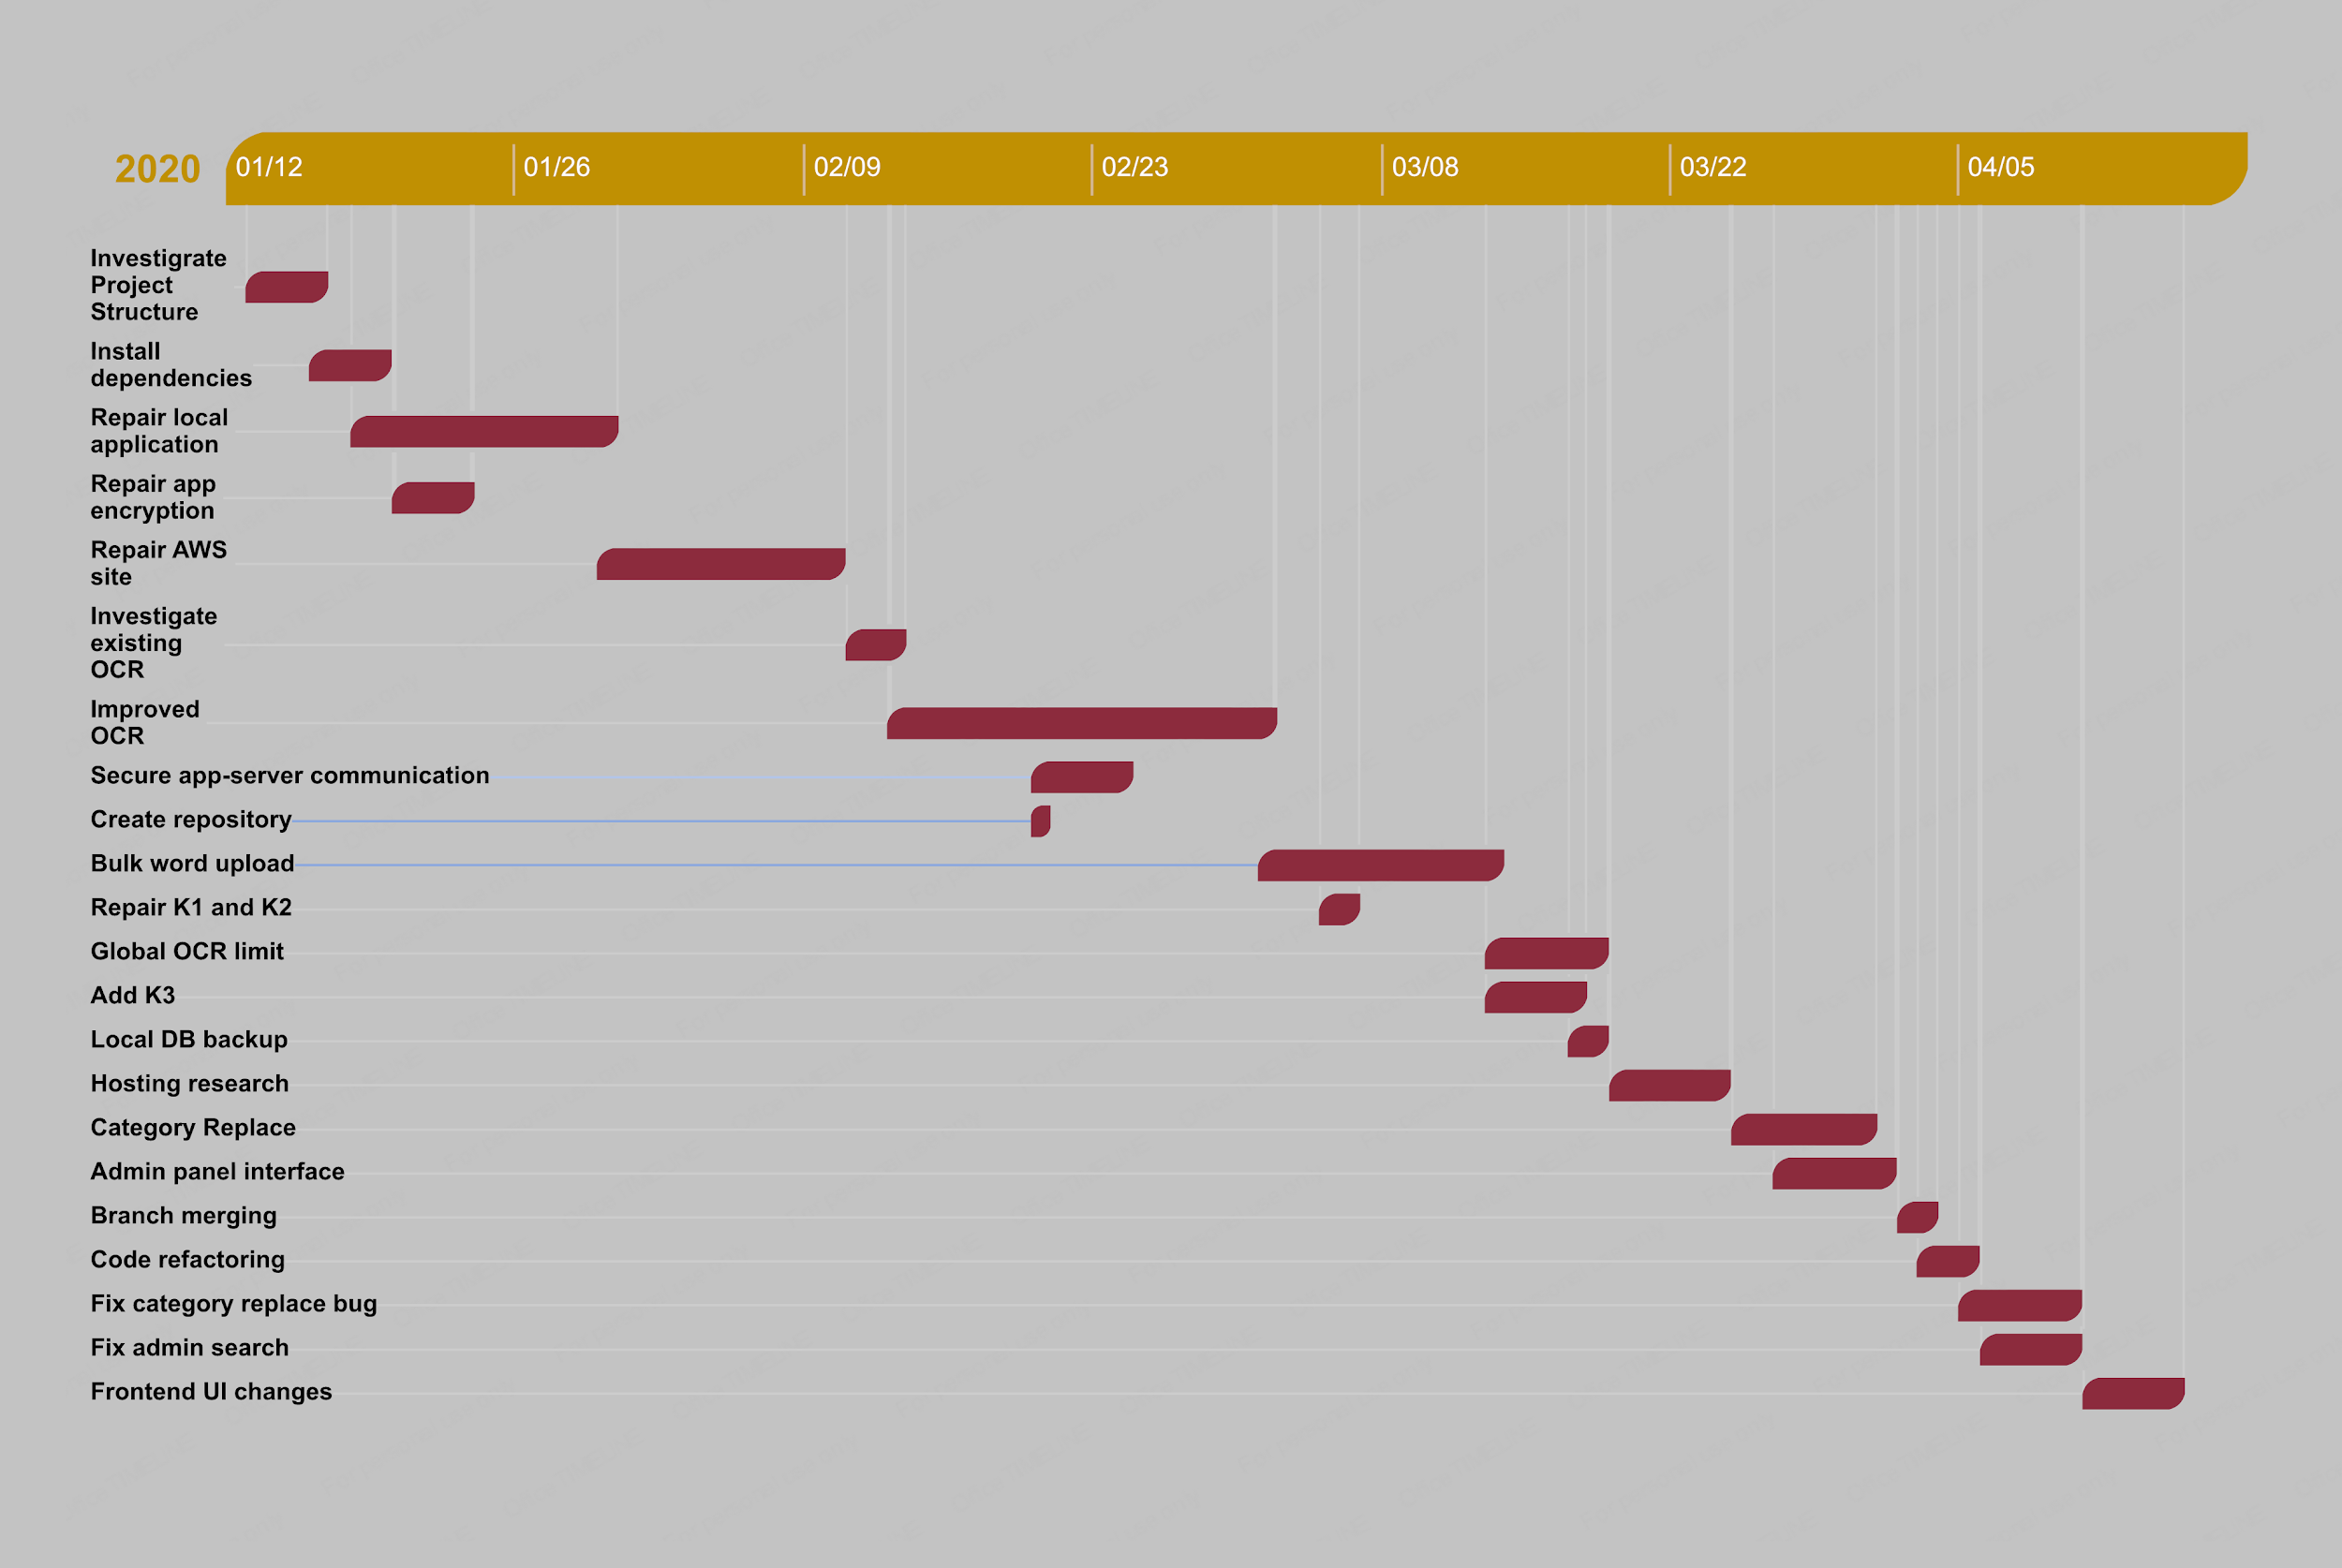 2020
01/12 01/26 02/09 02/23 03/08 03/22 04/05
Investigrate
Project
Structure
Install
dependencies
Repair local
application
Repair app
encryption
Repair AWS
site
Investigate
existing
OCR
Improved
OCR
Secure app-server communication
Create repository
Bulk word upload
Repair K1 and K2
Global OCR limit
Add K3
Local DB backup
Hosting research
Category Replace
Admin panel interface
Branch merging
Code refactoring
Fix category replace bug
Fix admin search
Frontend UI changes